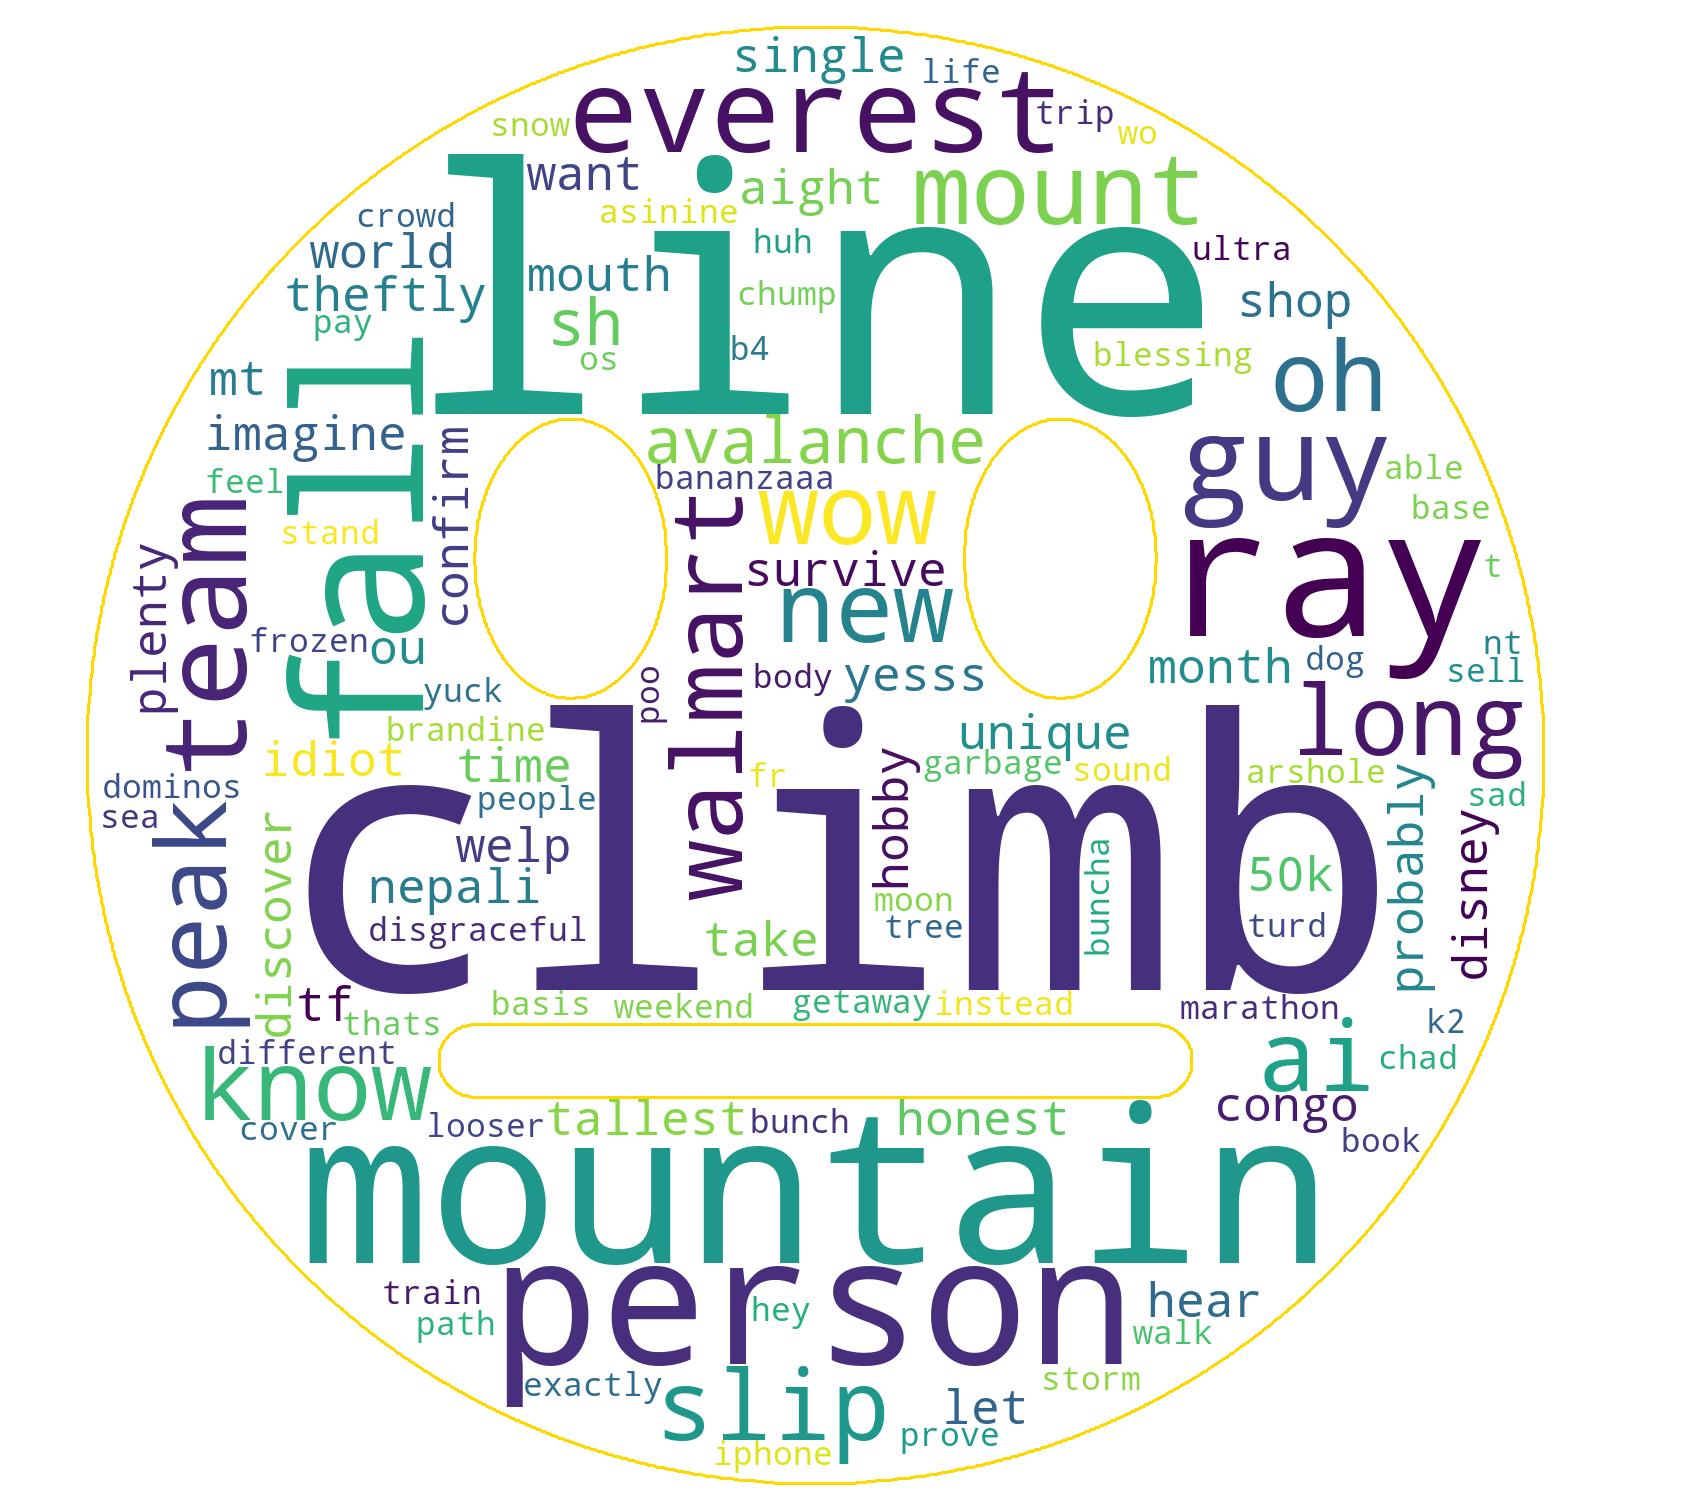 single
life
everest
trip
snow
wo
want
aight
mount
asinine
crowd
line
huh
ultra
world
mouth
theftly
chump
shop
pay
sh
b4
os
blessing
oh
mt
fall
imagine
avalanche
guy
confirm
feel
bananzaaa
able
wow
base
team
stand
walmart
survive
ray
t
plenty
new
frozen
ou
month
dog
nt
sell
poo
body
yesss
yuck
long
brandine
unique
climb
idiot
time
fr
garbage
sound
arshole
hobby
probably
dominos
people
sad
sea
peak
discover
welp
disney
buncha
50k
nepali
moon
disgraceful
take
tree
turd
tf
basis
weekend
getaway
instead
marathon
thats
k2
different
ai
chad
know
congo
cover
looser
tallest
bunch
honest
book
mountain
train
person
hey
hear
path
walk
exactly
slip
storm
let
prove
iphone